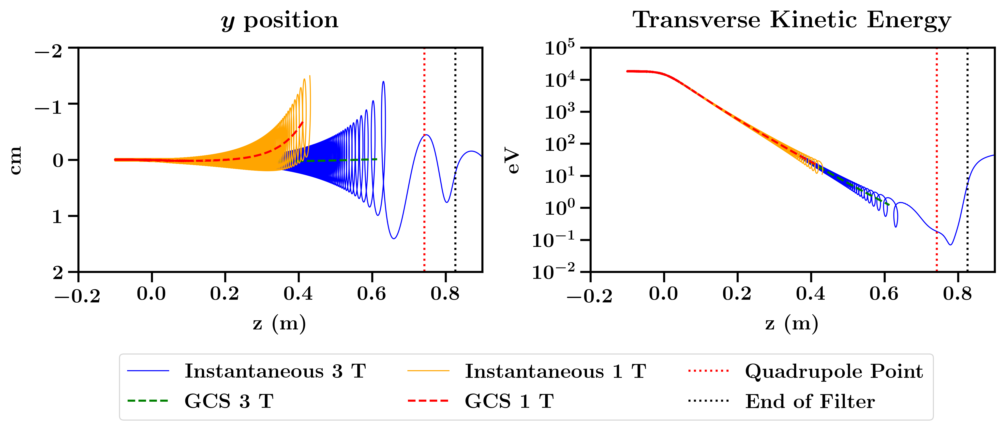 y position
−2
−1
0
1
2
cm
−0.2 0.0 0.2 0.4 0.6 0.8
z (m)
Transverse Kinetic Energy
10⁵
10⁴
10³
10²
10¹
10⁰
10⁻¹
10⁻²
eV
−0.2 0.0 0.2 0.4 0.6 0.8
z (m)
Instantaneous 3 T
GCS 3 T
Instantaneous 1 T
GCS 1 T
Quadrupole Point
End of Filter